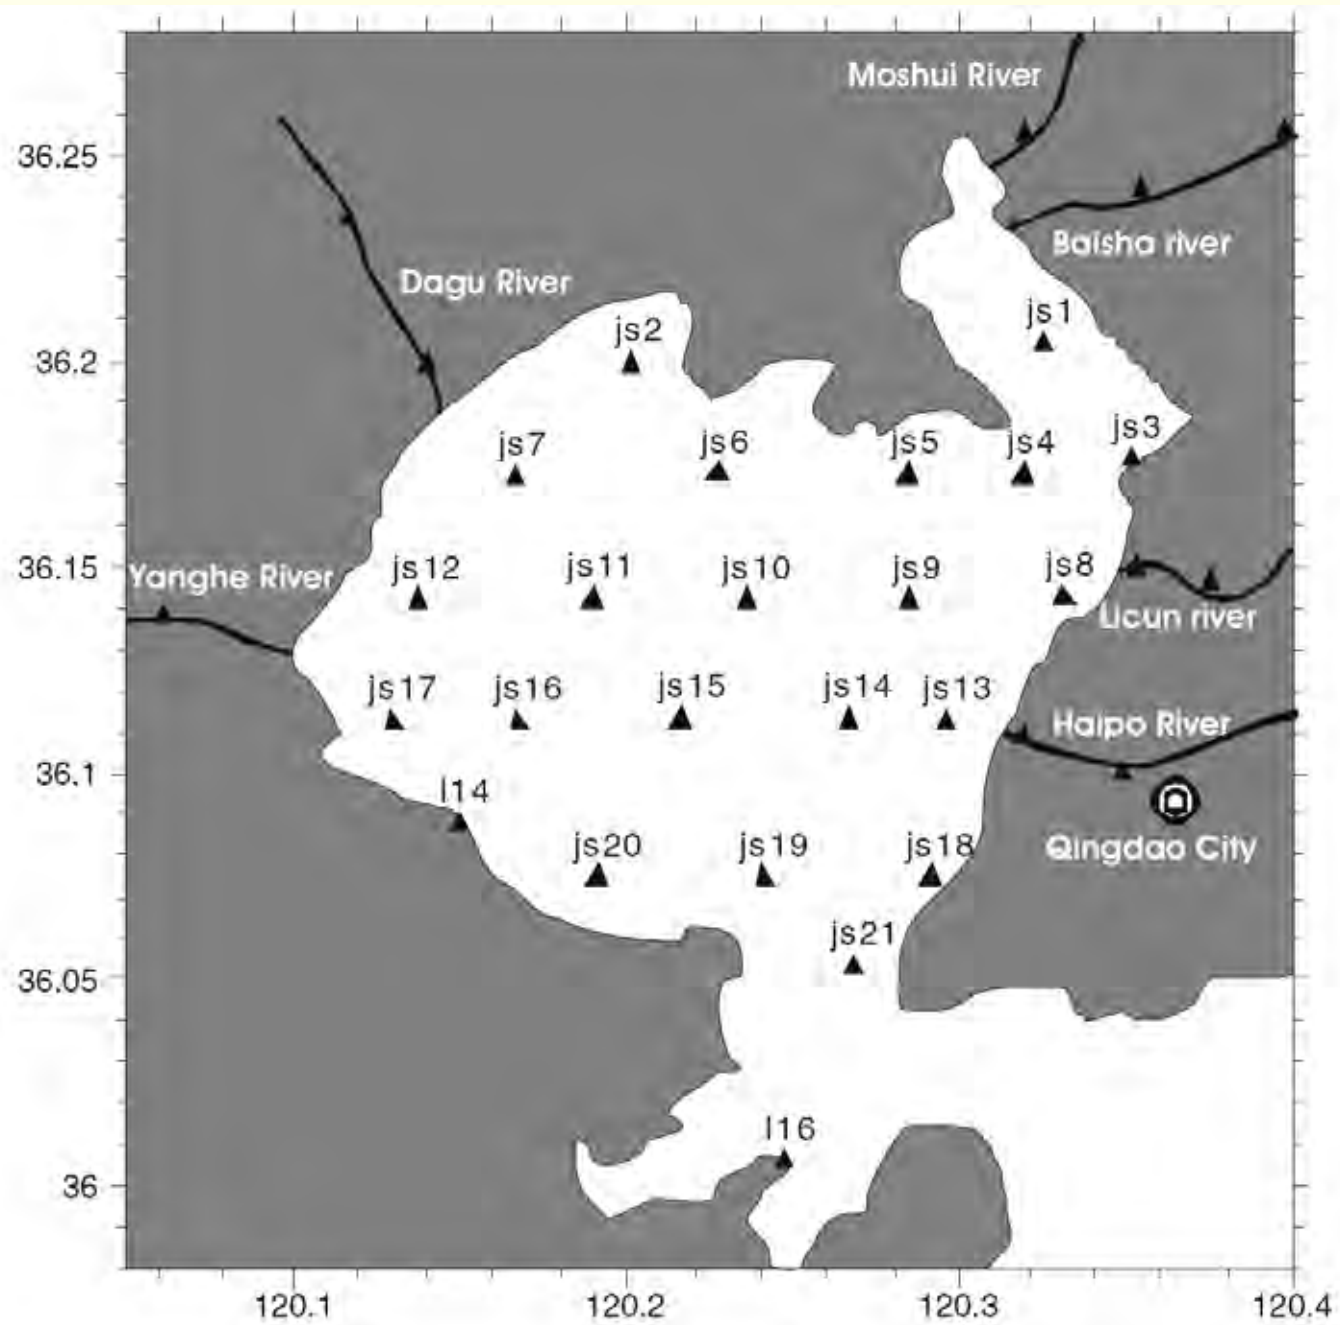 Moshui River
36.25
Baisha river
Dagu River
js1
js2
36.2
js3
js7
js6
js5
js4
36.15
Yanghe River
js12
js11
js10
js9
js8
Licun river
js17
js16
js15
js14
js13
Haipo River
36.1
l14
js20
js19
js18
Qingdao City
js21
36.05
l16
36
120.1
120.2
120.3
120.4